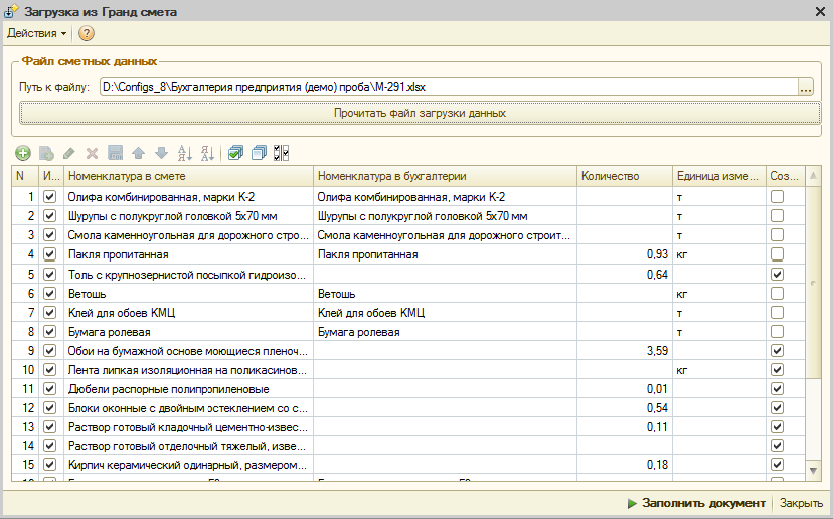 Загрузка из Гранд смета
Действия
Файл сметных данных
Путь к файлу: D:\Configs_8\Бухгалтерия предприятия (демо) проба\М-291.xlsx ...
Прочитать файл загрузки данных
N И... Номенклатура в смете Номенклатура в бухгалтерии Количество Единица изме... Соз...
1 Олифа комбинированная, марки К-2 Олифа комбинированная, марки К-2 т
2 Шурупы с полукруглой головкой 5x70 мм Шурупы с полукруглой головкой 5x70 мм т
3 Смола каменноугольная для дорожного стро... Смола каменноугольная для дорожного строит... т
4 Пакля пропитанная Пакля пропитанная 0,93 кг
5 Толь с крупнозернистой посыпкой гидроизо... 0,64
6 Ветошь Ветошь кг
7 Клей для обоев КМЦ Клей для обоев КМЦ т
8 Бумага ролевая Бумага ролевая т
9 Обои на бумажной основе моющиеся пленоч... 3,59
10 Лента липкая изоляционная на поликасинов... кг
11 Дюбели распорные полипропиленовые 0,01
12 Блоки оконные с двойным остеклением со с... 0,54
13 Раствор готовый кладочный цементно-извес... 0,11
14 Раствор готовый отделочный тяжелый, изве...
15 Кирпич керамический одинарный, размером... 0,18
Заполнить документ Закрыть